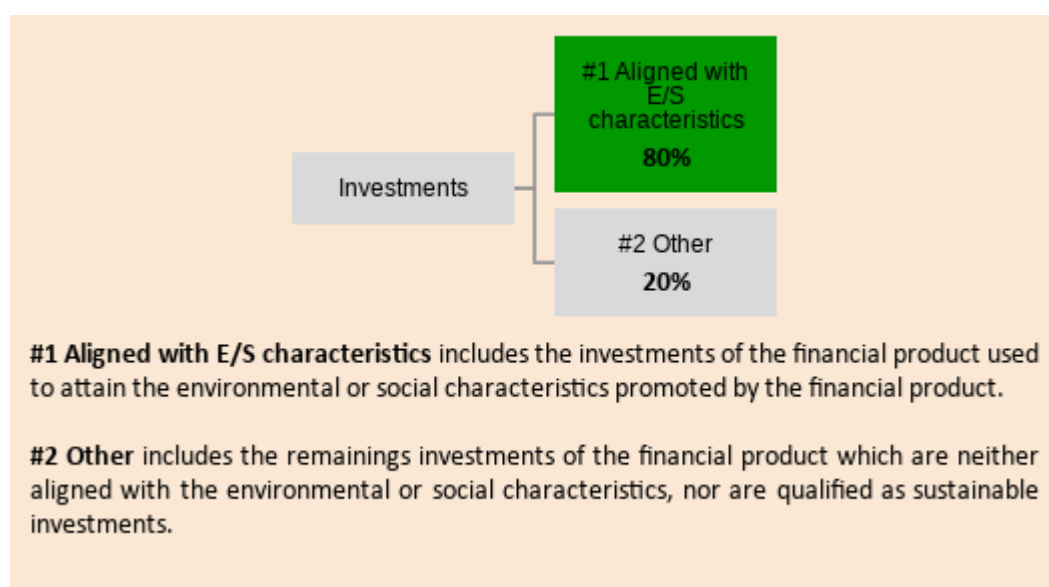 #1 Aligned with
E/S
characteristics
80%
Investments
#2 Other
20%
#1 Aligned with E/S characteristics includes the investments of the financial product used
to attain the environmental or social characteristics promoted by the financial product.
#2 Other includes the remainings investments of the financial product which are neither
aligned with the environmental or social characteristics, nor are qualified as sustainable
investments.